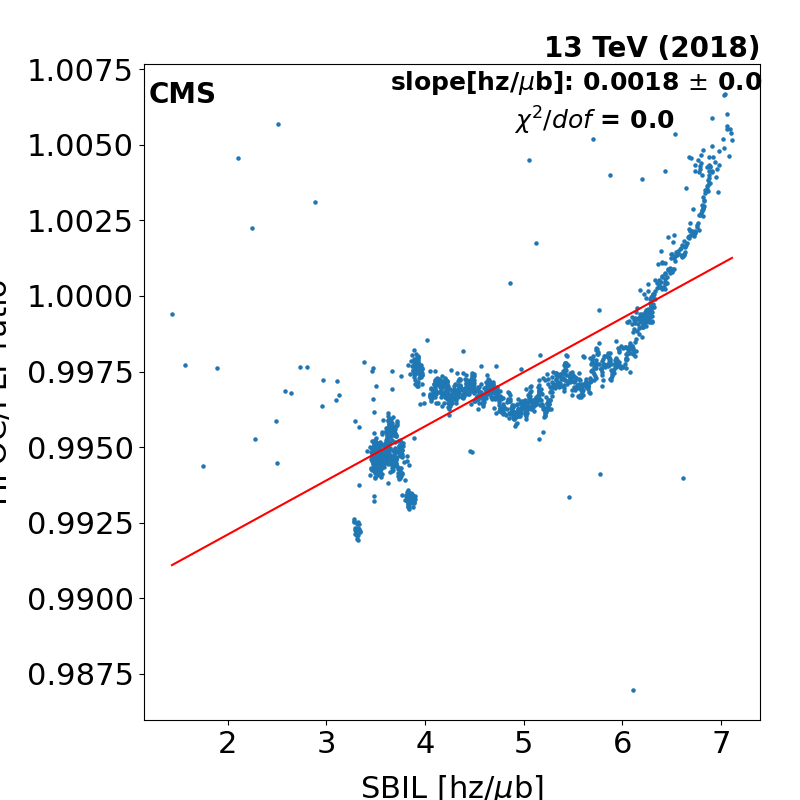 13 TeV (2018)
CMS
slope[hz/μb]: 0.0018 ± 0.0
χ²/dof = 0.0
1.0075
1.0050
1.0025
1.0000
0.9975
0.9950
0.9925
0.9900
0.9875
2 3 4 5 6 7
SBIL [hz/μb]